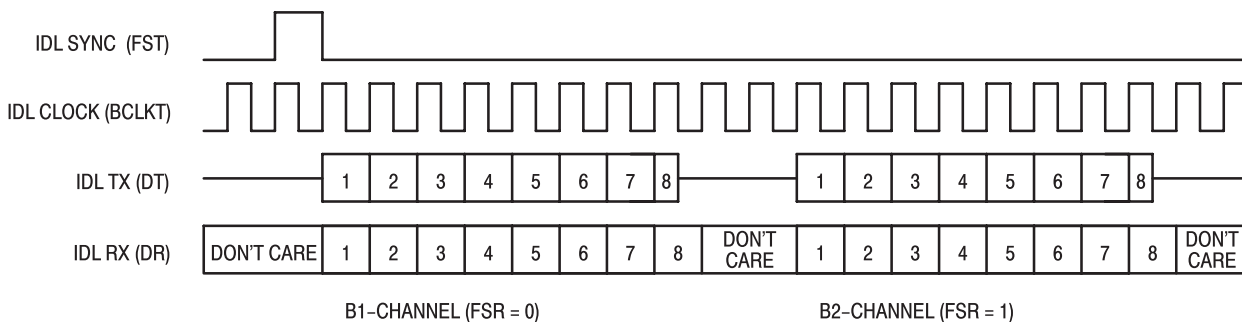 IDL SYNC (FST)
IDL CLOCK (BCLKT)
IDL TX (DT) 1 2 3 4 5 6 7 8 1 2 3 4 5 6 7 8
IDL RX (DR) DON'T CARE 1 2 3 4 5 6 7 8 DON'T CARE 1 2 3 4 5 6 7 8 DON'T CARE
B1–CHANNEL (FSR = 0) B2–CHANNEL (FSR = 1)